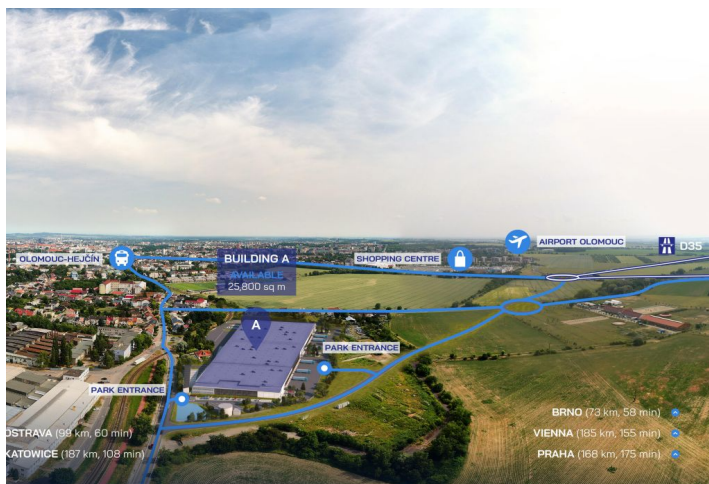 AIRPORT OLOMOUC
D35
OLOMOUC-HEJČÍN
BUILDING A
AVAILABLE
25,800 sq m
SHOPPING CENTRE
A
PARK ENTRANCE
PARK ENTRANCE
OSTRAVA (99 km, 60 min)
KATOWICE (187 km, 108 min)
BRNO (73 km, 58 min)
VIENNA (185 km, 155 min)
PRAHA (168 km, 175 min)